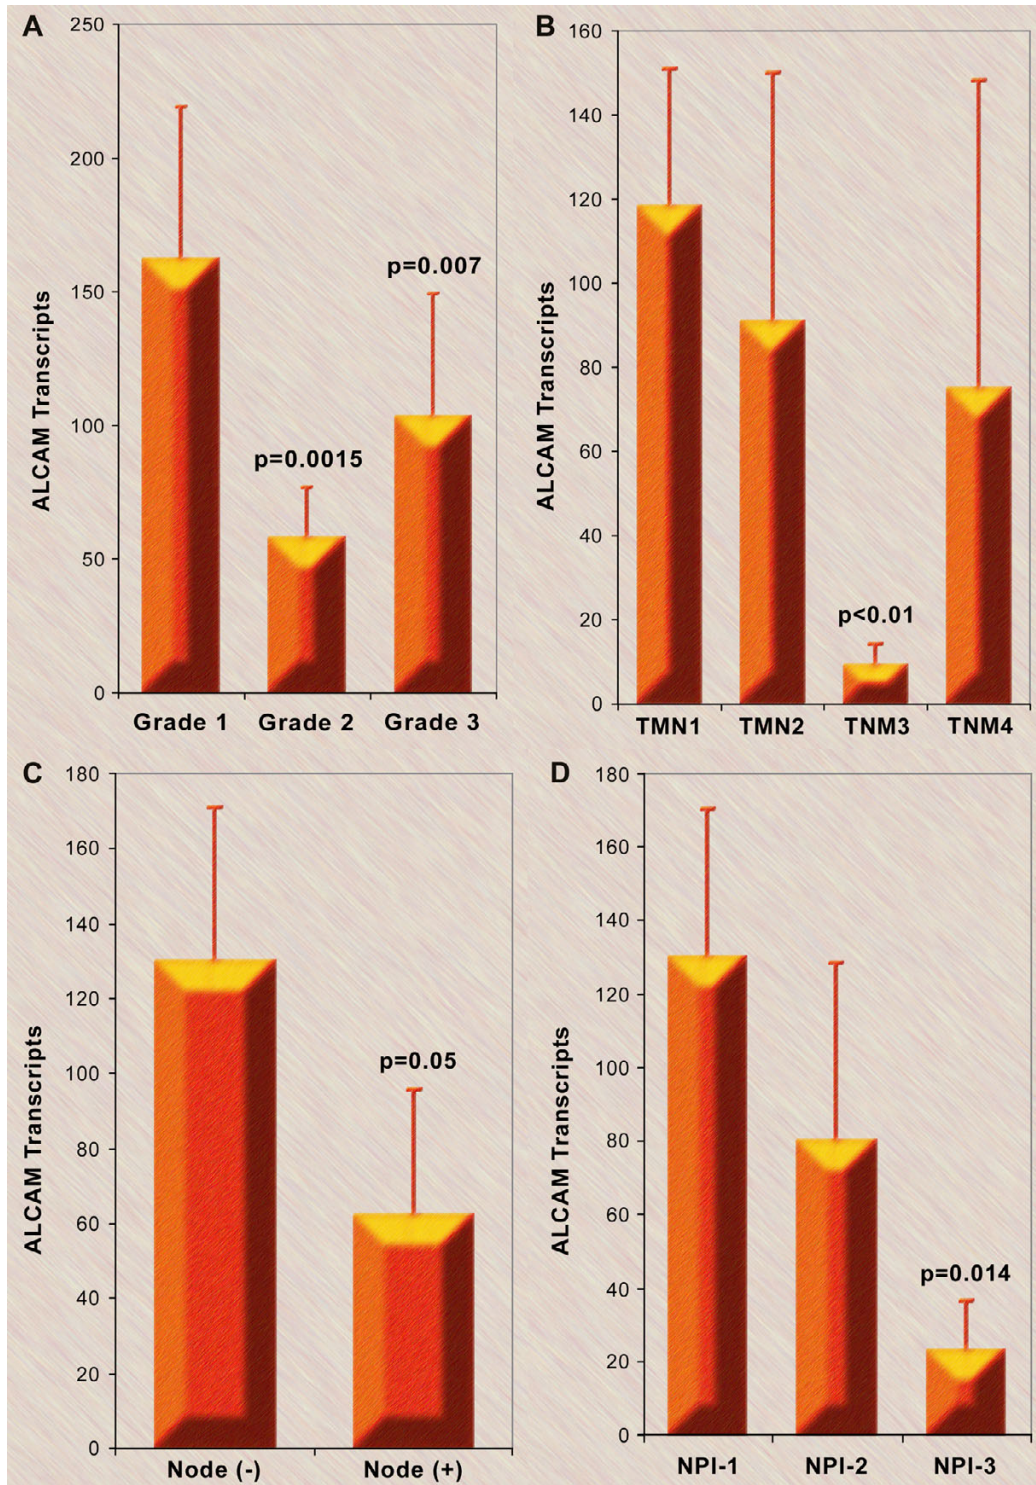 A
250
200
150
100
50
0
ALCAM Transcripts
p=0.0015
p=0.007
Grade 1 Grade 2 Grade 3
B
160
140
120
100
80
60
40
20
0
ALCAM Transcripts
p<0.01
TMN1 TMN2 TNM3 TNM4
C
180
160
140
120
100
80
60
40
20
0
ALCAM Transcripts
p=0.05
Node (-) Node (+)
D
180
160
140
120
100
80
60
40
20
0
ALCAM Transcripts
p=0.014
NPI-1 NPI-2 NPI-3